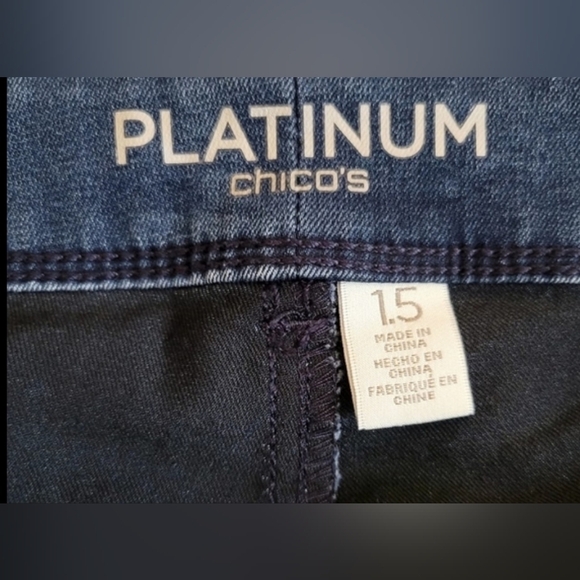 PLATINUM
chico's
1.5
MADE IN
CHINA
HECHO EN
CHINA
FABRIQUÉ EN
CHINE